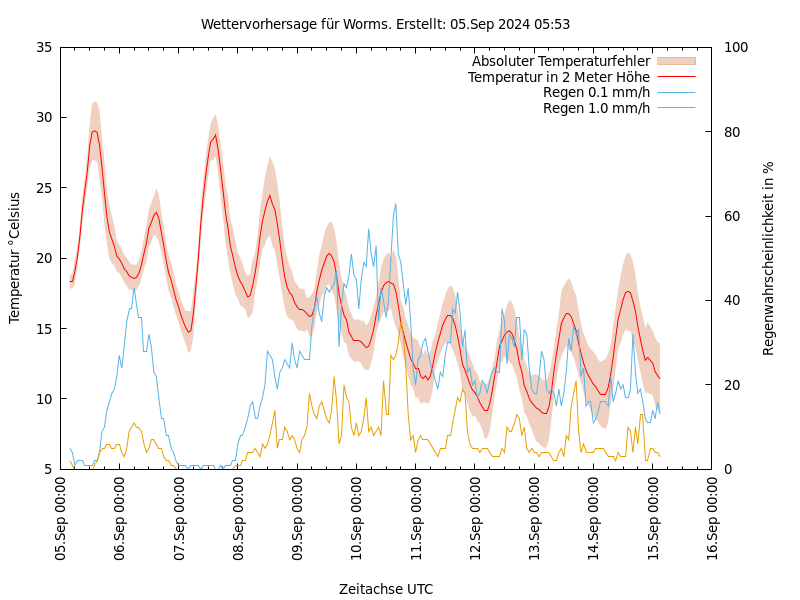 Wettervorhersage für Worms. Erstellt: 05.Sep 2024 05:53
Absoluter Temperaturfehler
Temperatur in 2 Meter Höhe
Regen 0.1 mm/h
Regen 1.0 mm/h
Temperatur °Celsius
35
30
25
20
15
10
5
Regenwahrscheinlichkeit in %
100
80
60
40
20
0
05.Sep 00:00
06.Sep 00:00
07.Sep 00:00
08.Sep 00:00
09.Sep 00:00
10.Sep 00:00
11.Sep 00:00
12.Sep 00:00
13.Sep 00:00
14.Sep 00:00
15.Sep 00:00
16.Sep 00:00
Zeitachse UTC